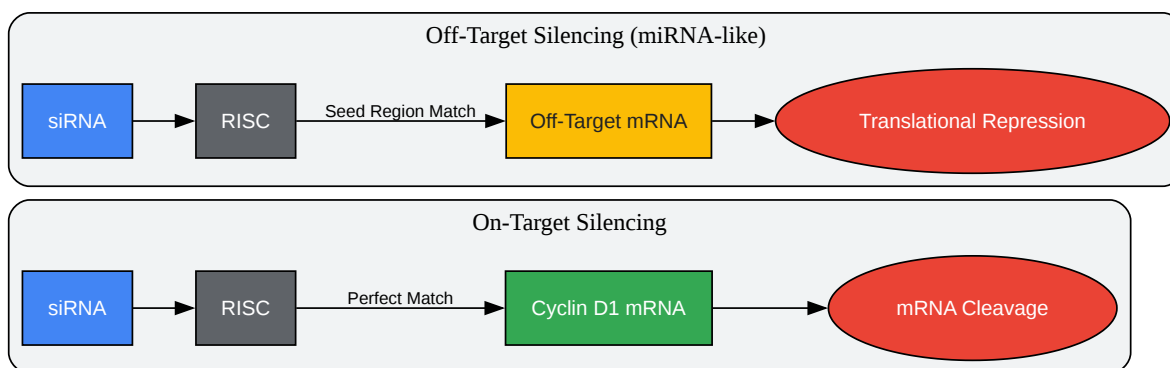 Off-Target Silencing (miRNA-like)
siRNA
RISC
Seed Region Match
Off-Target mRNA
Translational Repression
On-Target Silencing
siRNA
RISC
Perfect Match
Cyclin D1 mRNA
mRNA Cleavage